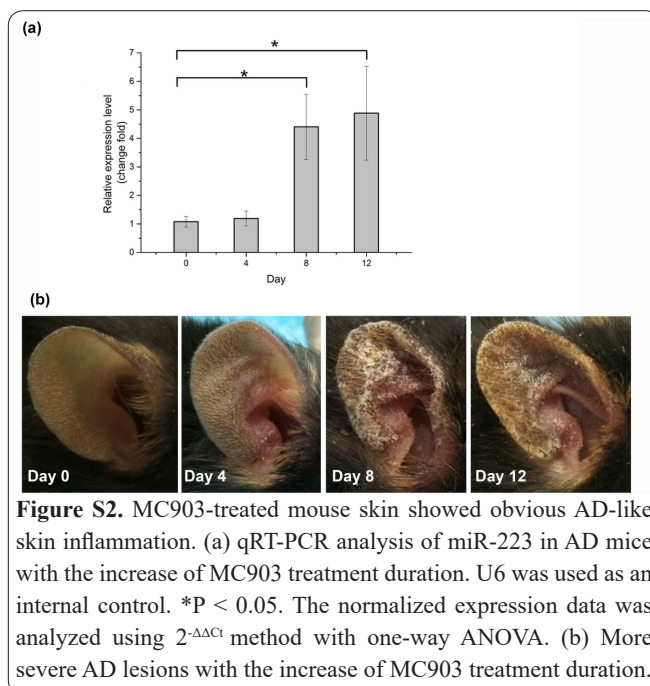 (a)
*
*
7
6
5
4
3
2
1
0
Relative expression level
(change fold)
0 4 8 12
Day
(b)
Day 0 Day 4 Day 8 Day 12
Figure S2. MC903-treated mouse skin showed obvious AD-like
skin inflammation. (a) qRT-PCR analysis of miR-223 in AD mice
with the increase of MC903 treatment duration. U6 was used as an
internal control. *P < 0.05. The normalized expression data was
analyzed using 2-ΔΔCt method with one-way ANOVA. (b) More
severe AD lesions with the increase of MC903 treatment duration.